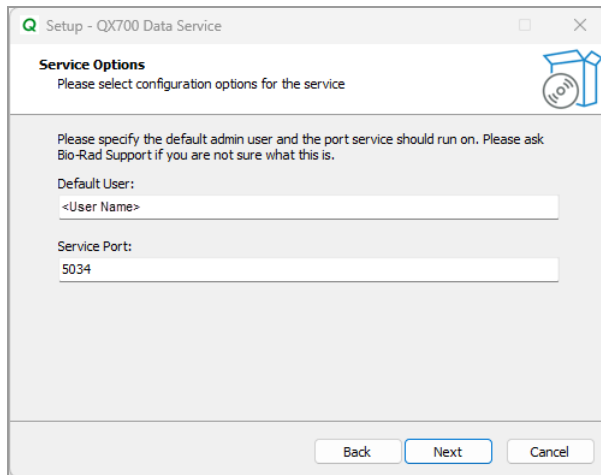 Setup - QX700 Data Service
Service Options
Please select configuration options for the service
Please specify the default admin user and the port service should run on. Please ask
Bio-Rad Support if you are not sure what this is.
Default User:
<User Name>
Service Port:
5034
Back Next Cancel